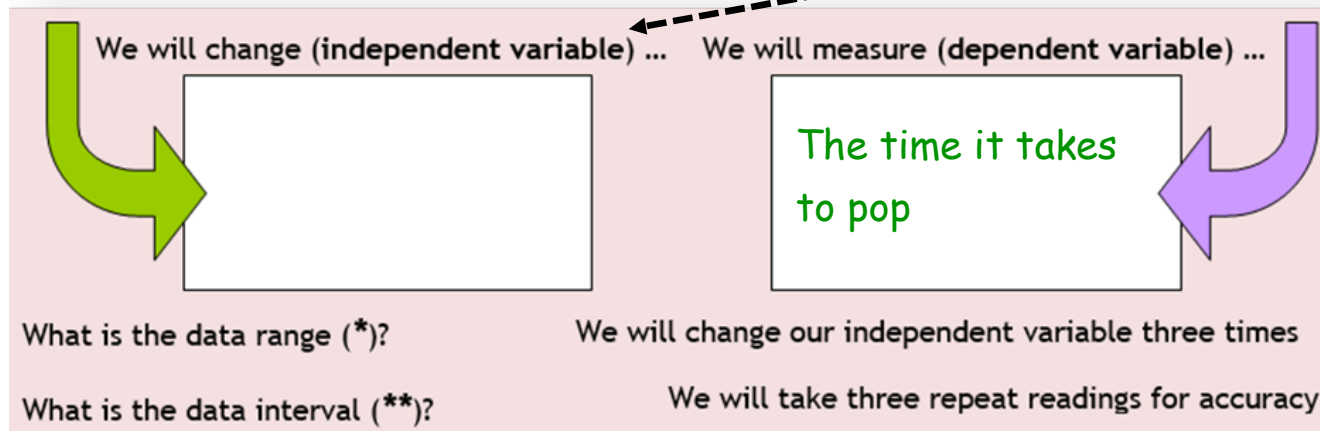 We will change (independent variable) ... We will measure (dependent variable) ...
The time it takes
to pop
What is the data range (*)? We will change our independent variable three times
What is the data interval (**)? We will take three repeat readings for accuracy